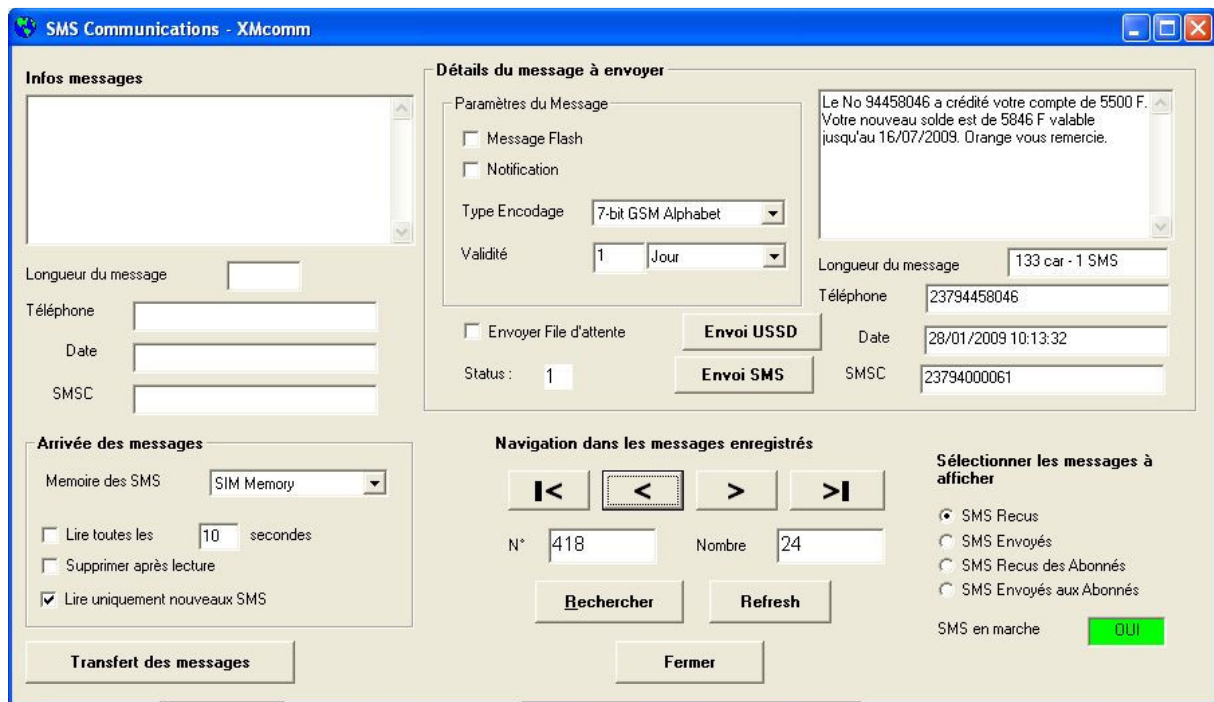 SMS Communications - XMcomm
Infos messages
Longueur du message
Téléphone
Date
SMSC
Détails du message à envoyer
Paramètres du Message
Message Flash
Notification
Type Encodage 7-bit GSM Alphabet
Validité 1 Jour
Envoyer File d'attente
Envoi USSD
Status : 1
Envoi SMS
Le No 94458046 a crédité votre compte de 5500 F.
Votre nouveau solde est de 5846 F valable
jusqu'au 16/07/2009. Orange vous remercie.
Longueur du message 133 car - 1 SMS
Téléphone 23794458046
Date 28/01/2009 10:13:32
SMSC 23794000061
Arrivée des messages
Memoire des SMS SIM Memory
Lire toutes les 10 secondes
Supprimer après lecture
Lire uniquement nouveaux SMS
Transfert des messages
Navigation dans les messages enregistrés
|< < > >|
N° 418 Nombre 24
Rechercher Refresh
Fermer
Sélectionner les messages à
afficher
SMS Recus
SMS Envoyés
SMS Recus des Abonnés
SMS Envoyés aux Abonnés
SMS en marche OUI